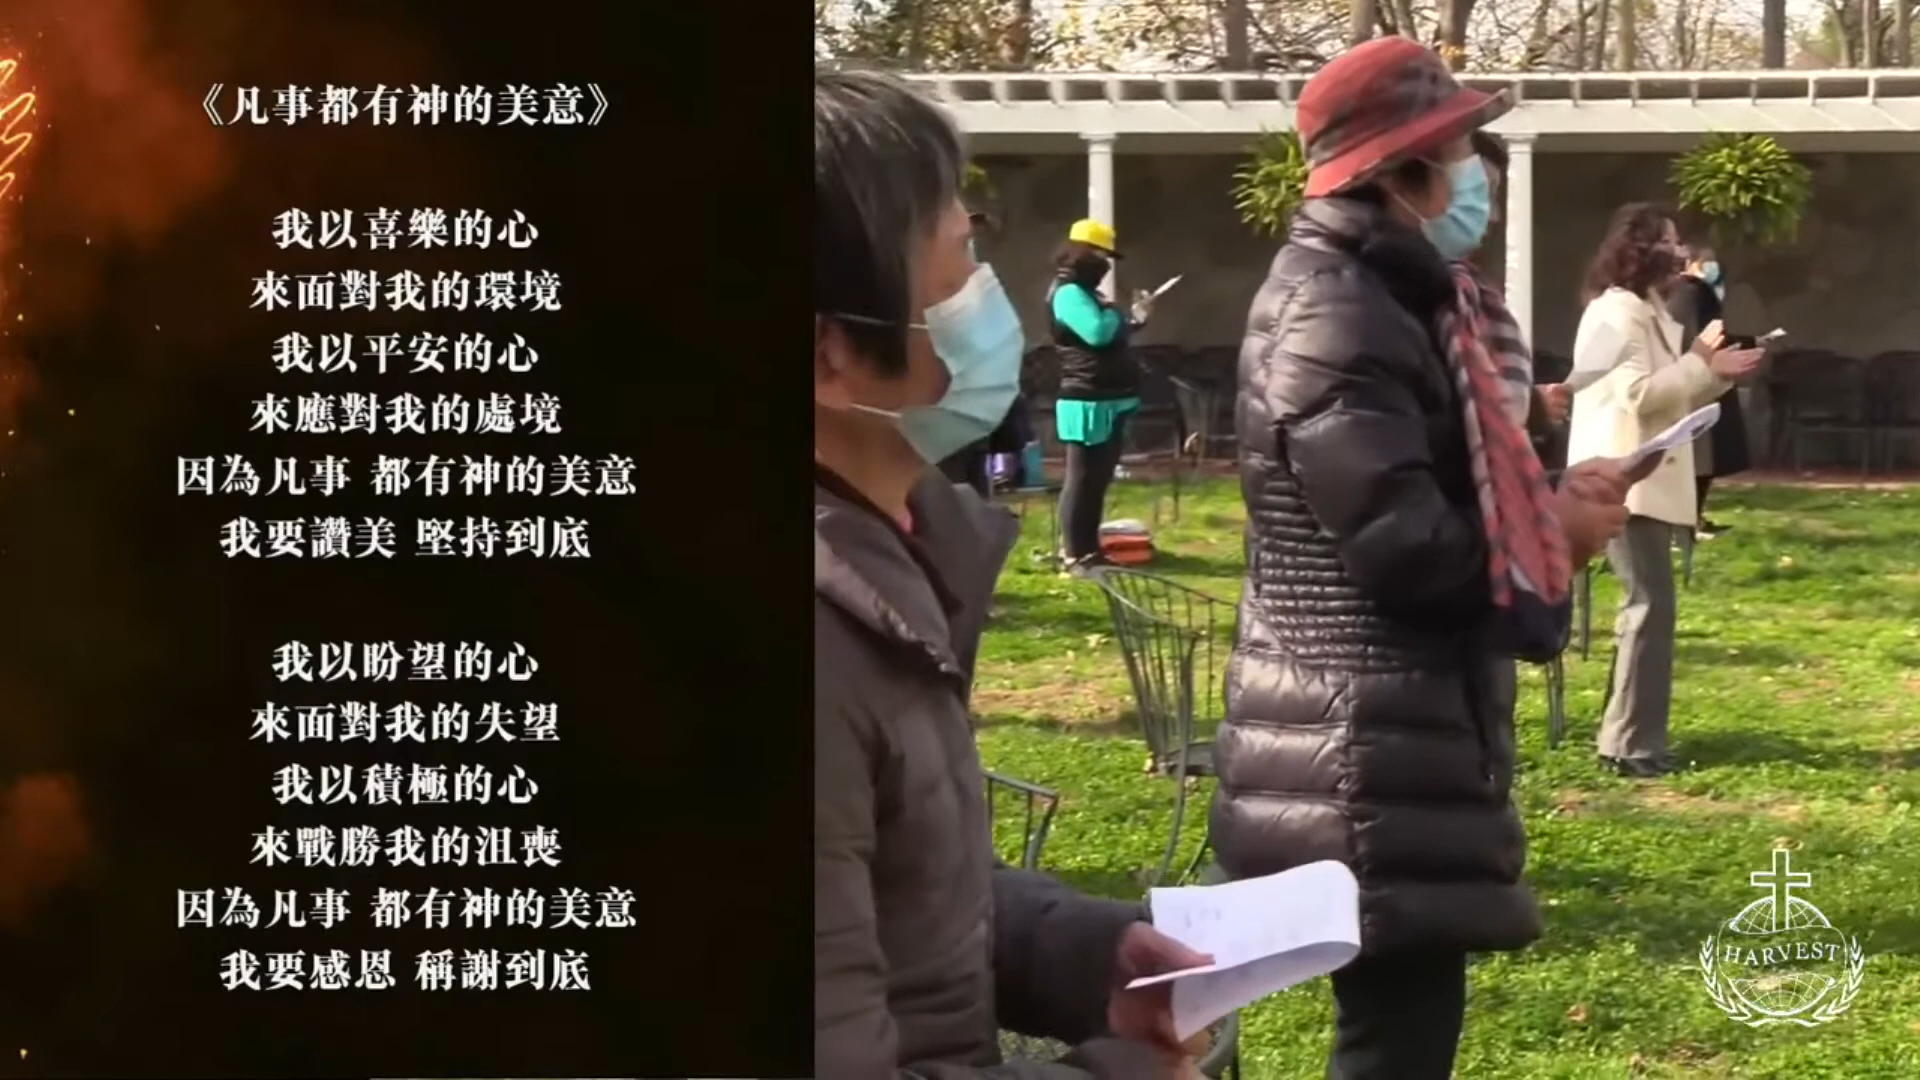 《凡事都有神的美意》
我以喜樂的心
來面對我的環境
我以平安的心
來應對我的處境
因為凡事 都有神的美意
我要讚美 堅持到底
我以盼望的心
來面對我的失望
我以積極的心
來戰勝我的沮喪
因為凡事 都有神的美意
我要感恩 稱謝到底
HARVEST